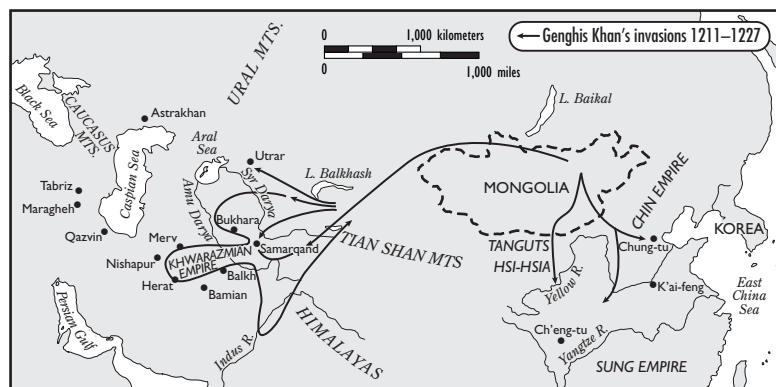 0 1,000 kilometers
0 1,000 miles
Genghis Khan's invasions 1211–1227
URAL MTS.
L. Baikal
Black Sea
CAUCASUS MTS.
Astrakhan
Aral Sea
Utrar
L. Balkhash
Caspian Sea
Syr Darya
Amu Darya
MONGOLIA
CHIN EMPIRE
KOREA
Tabriz
Maragheh
Qazvin
Bukhara
Merv
Samarqand
TIAN SHAN MTS
TANGUTS
HSI-HSIA
Chung-tu
Nishapur
KHWARAZMIAN
EMPIRE
Balkh
Herat
Bamian
Yellow R.
K'ai-feng
East
China
Sea
Persian Gulf
Indus R.
HIMALAYAS
Ch'eng-tu
Yangtze R.
SUNG EMPIRE